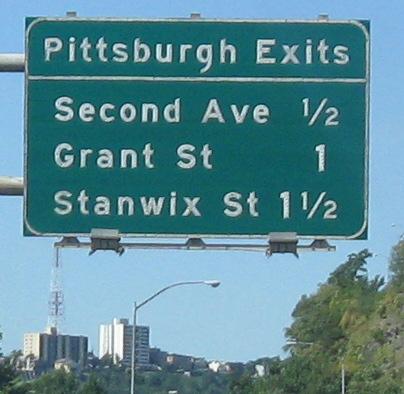 Pittsburgh Exits
Second Ave ½
Grant St 1
Stanwix St 1½